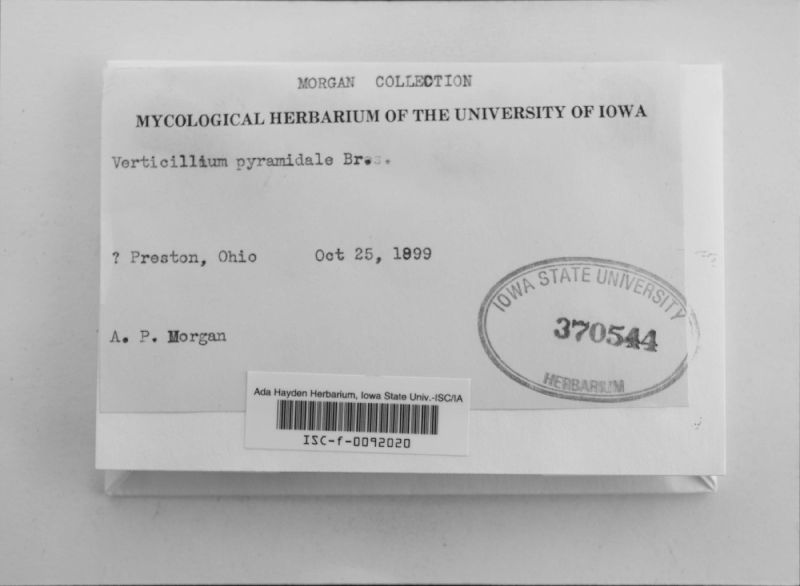 MORGAN COLLECTION
MYCOLOGICAL HERBARIUM OF THE UNIVERSITY OF IOWA
Verticillium pyramidale Bres.
? Preston, Ohio Oct 25, 1899
A. P. Morgan
IOWA STATE UNIVERSITY
370544
HERBARIUM
Ada Hayden Herbarium, Iowa State Univ.-ISC/IA
ISC-f-0092020